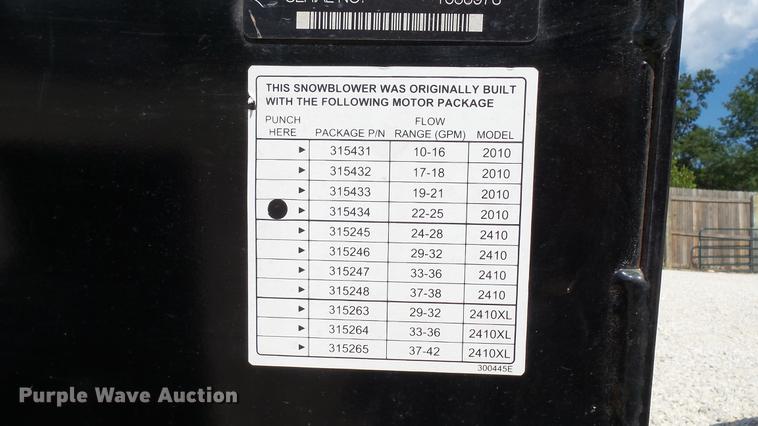 THIS SNOWBLOWER WAS ORIGINALLY BUILT
WITH THE FOLLOWING MOTOR PACKAGE
PUNCH HERE PACKAGE P/N FLOW RANGE (GPM) MODEL
315431 10-16 2010
315432 17-18 2010
315433 19-21 2010
315434 22-25 2010
315245 24-28 2410
315246 29-32 2410
315247 33-36 2410
315248 37-38 2410
315263 29-32 2410XL
315264 33-36 2410XL
315265 37-42 2410XL
300445E
Purple Wave Auction